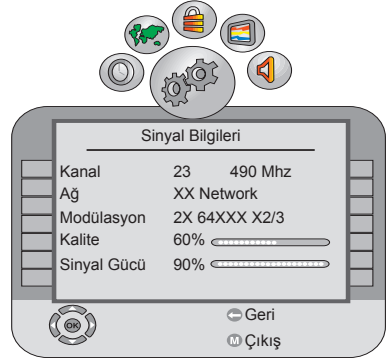 Sinyal Bilgileri
Kanal 23 490 Mhz
Ağ XX Network
Modülasyon 2X 64XXX X2/3
Kalite 60%
Sinyal Gücü 90%
OK
Geri
M Çıkış